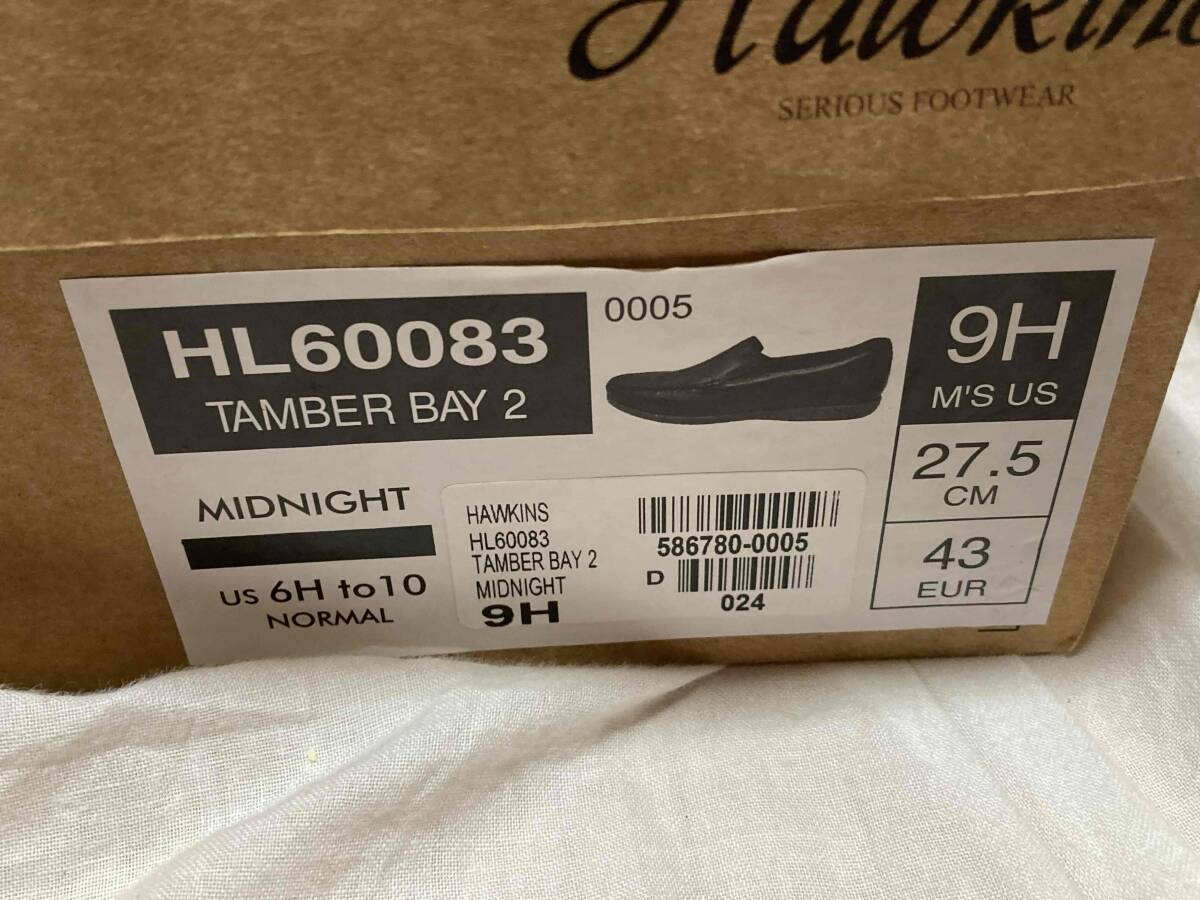 Hawkins
SERIOUS FOOTWEAR
HL60083
TAMBER BAY 2
0005
9H
M'S US
27.5
CM
43
EUR
MIDNIGHT
US 6H to10
NORMAL
HAWKINS
HL60083
TAMBER BAY 2
MIDNIGHT
9H
586780-0005
D
024